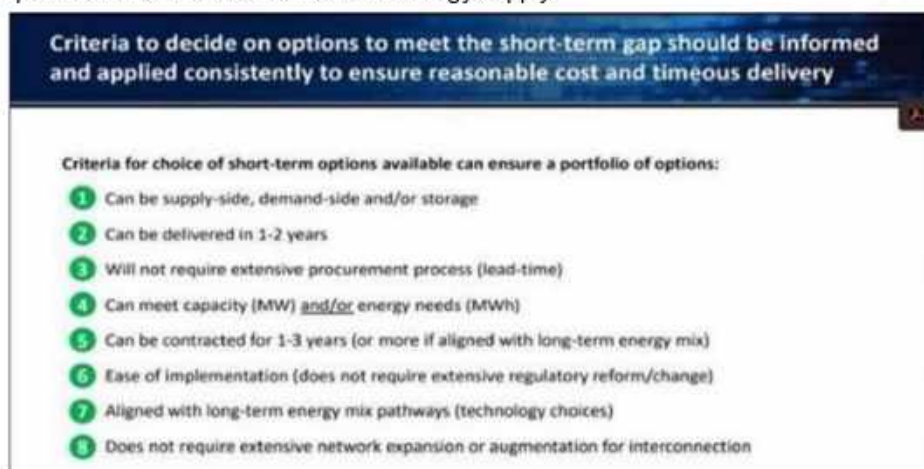 Criteria to decide on options to meet the short-term gap should be informed
and applied consistently to ensure reasonable cost and timeous delivery
Criteria for choice of short-term options available can ensure a portfolio of options:
1 Can be supply-side, demand-side and/or storage
2 Can be delivered in 1-2 years
3 Will not require extensive procurement process (lead-time)
4 Can meet capacity (MW) and/or energy needs (MWh)
5 Can be contracted for 1-3 years (or more if aligned with long-term energy mix)
6 Ease of implementation (does not require extensive regulatory reform/change)
7 Aligned with long-term energy mix pathways (technology choices)
8 Does not require extensive network expansion or augmentation for interconnection